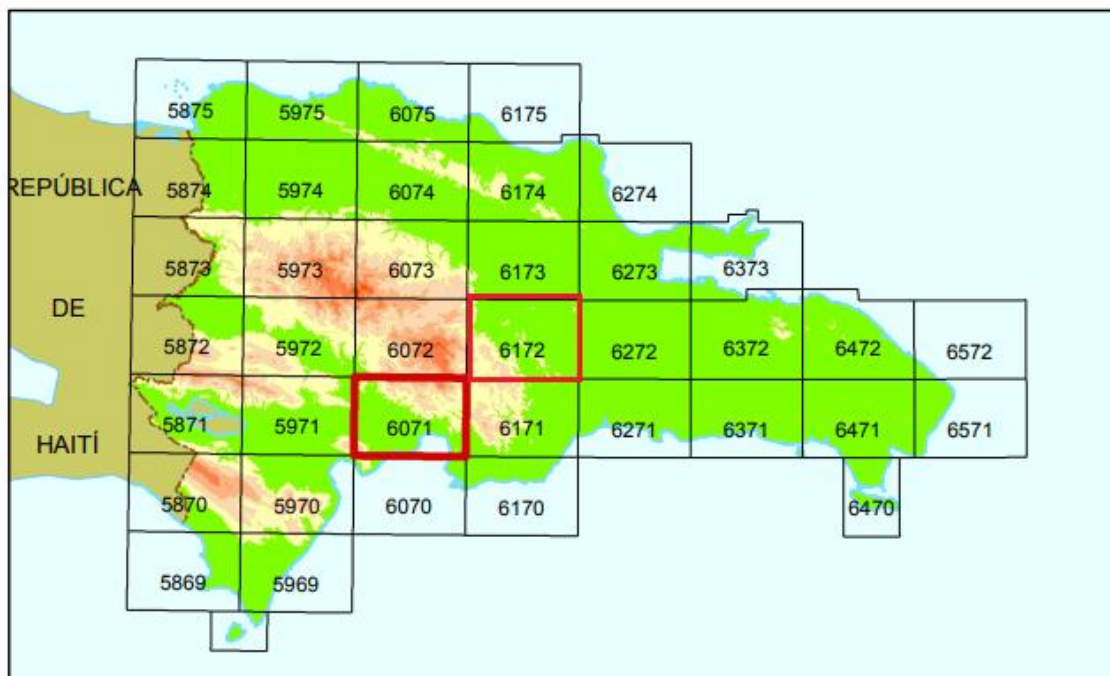 5875 5975 6075 6175
REPÚBLICA 5874 5974 6074 6174 6274
5873 5973 6073 6173 6273 6373
DE
5872 5972 6072 6172 6272 6372 6472 6572
HAITÍ 5871 5971 6071 6171 6271 6371 6471 6571
5870 5970 6070 6170 6470
5869 5969